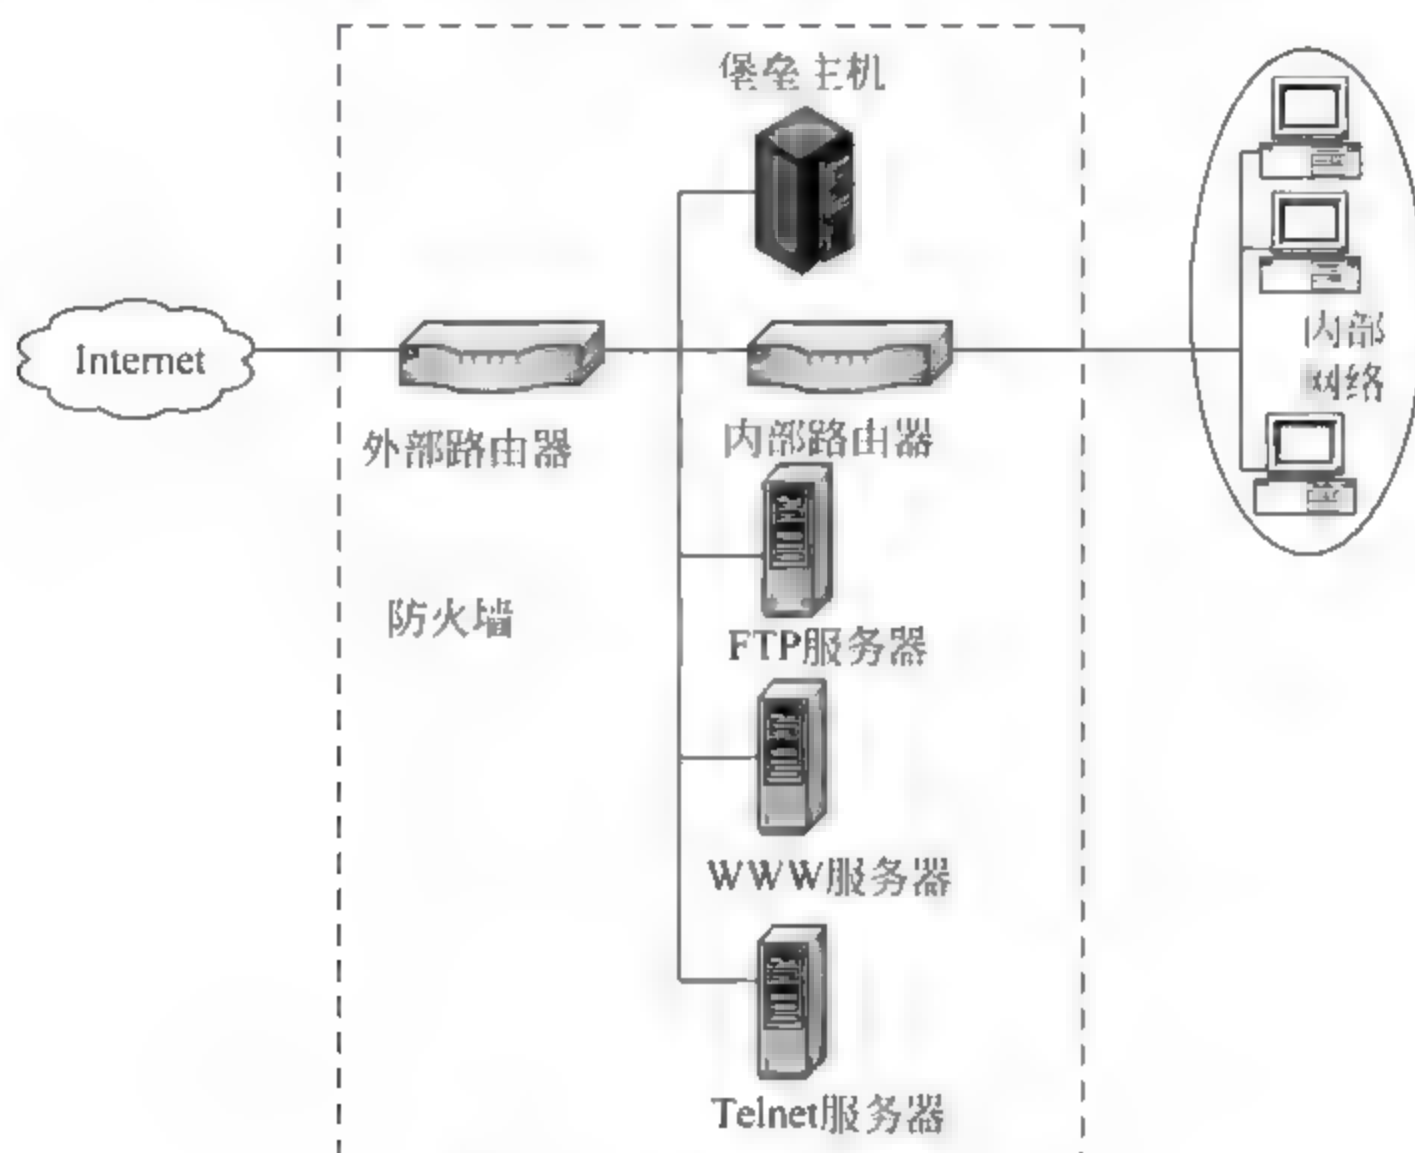 堡垒主机
Internet
外部路由器
内部路由器
内部
网络
防火墙
FTP服务器
WWW服务器
Telnet服务器